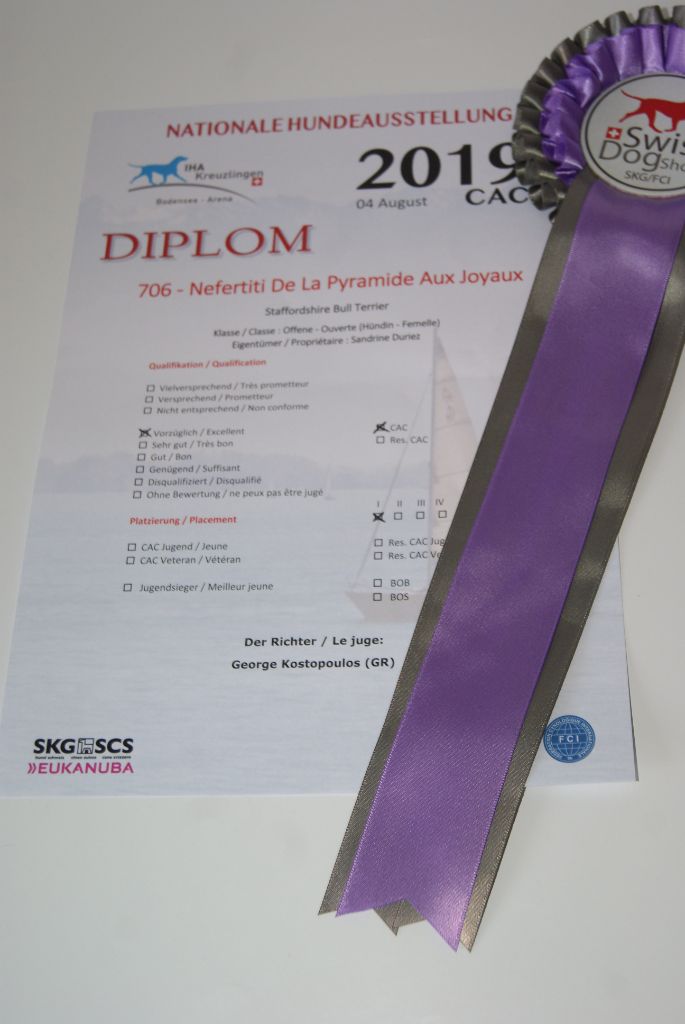 NATIONALE HUNDEAUSSTELLUNG
IHA
Kreuzlingen
Bodensee - Arena
2019
04 August
CAC
DIPLOM
706 - Nefertiti De La Pyramide Aux Joyaux
Staffordshire Bull Terrier
Klasse / Classe : Offene - Ouverte (Hündin - Femelle)
Eigentümer / Propriétaire : Sandrine Duriez
Qualifikation / Qualification
Vielversprechend / Très prometteur
Versprechend / Prometteur
Nicht entsprechend / Non conforme
Vorzüglich / Excellent
Sehr gut / Très bon
Gut / Bon
Genügend / Suffisant
Disqualifiziert / Disqualifié
Ohne Bewertung / ne peux pas être jugé
CAC
Res. CAC
I II III IV
Platzierung / Placement
CAC Jugend / Jeune
CAC Veteran / Vétéran
Jugendsieger / Meilleur jeune
Res. CAC Jug
Res. CAC Ve
BOB
BOS
Der Richter / Le juge:
George Kostopoulos (GR)
SKG SCS
EUKANUBA
FCI
Swis
DogSho
SKG/FCI